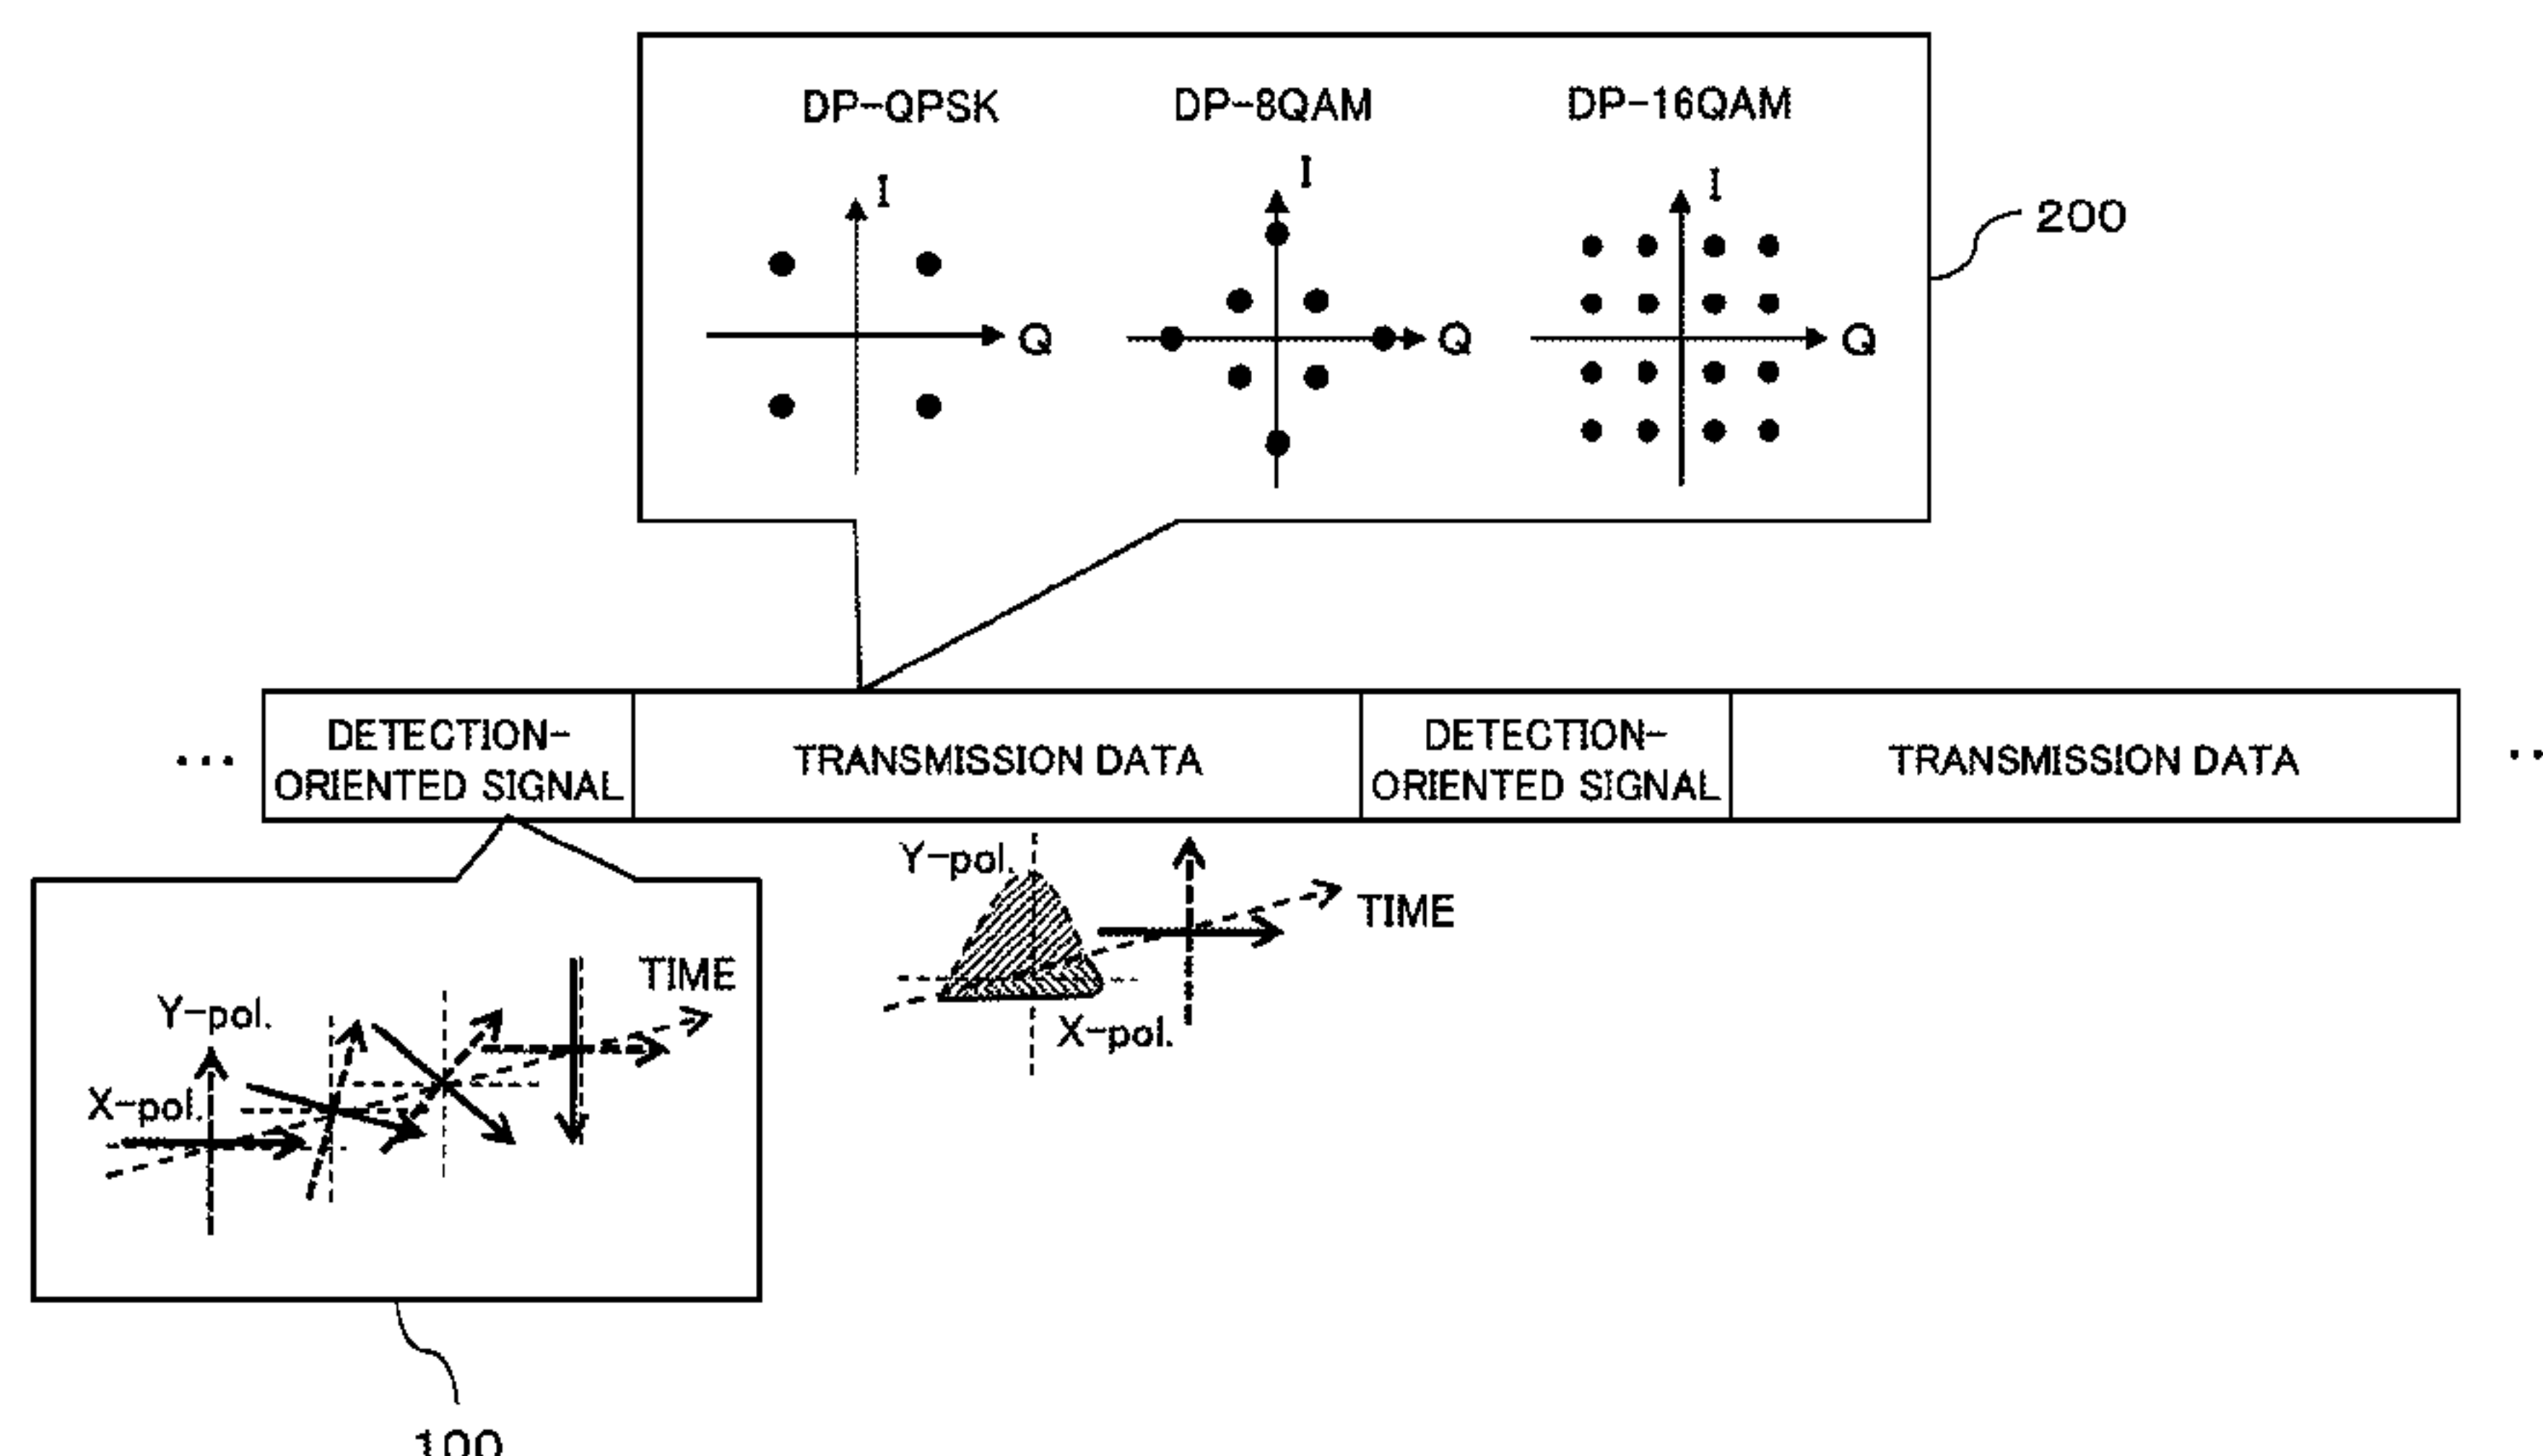 DP-QPSK DP-8QAM DP-16QAM
I I I
200
Q Q Q
... DETECTION- TRANSMISSION DATA DETECTION- TRANSMISSION DATA ..
ORIENTED SIGNAL ORIENTED SIGNAL
Y-pol.
TIME
X-pol.
TIME
Y-pol.
X-pol.
100